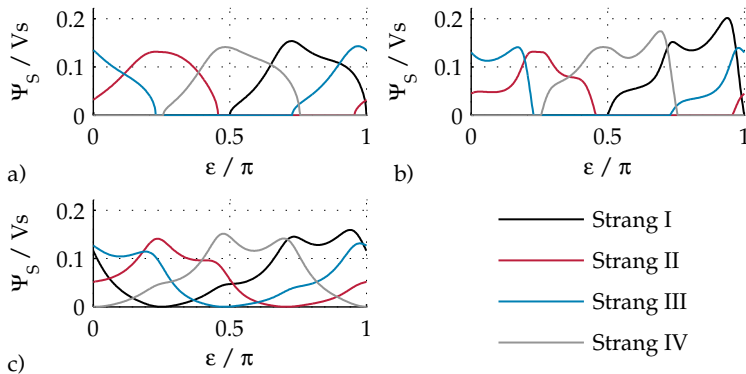 0.2
0.1
0
Ψ_S / Vs
0
0.5
1
ε / π
a)
0.2
0.1
0
Ψ_S / Vs
0
0.5
1
ε / π
b)
0.2
0.1
0
Ψ_S / Vs
0
0.5
1
ε / π
c)
Strang I
Strang II
Strang III
Strang IV